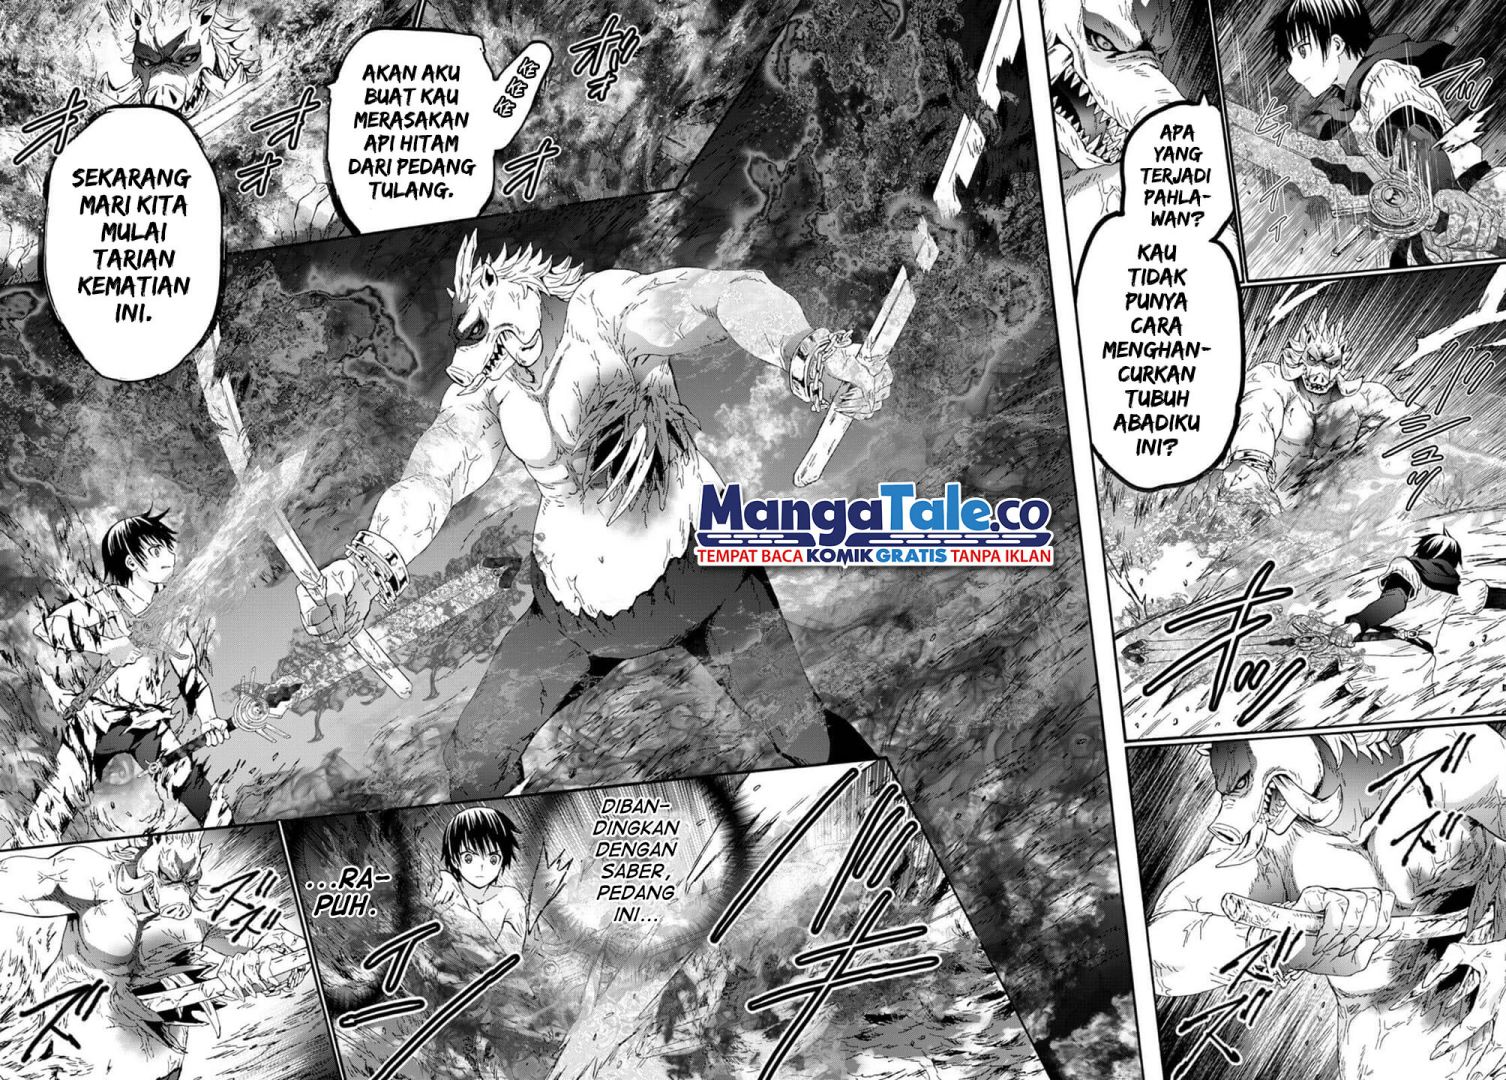 APA
YANG
TERJADI
PAHLA-
WAN?
KAU
TIDAK
PUNYA
CARA
MENGHAN-
CURKAN
TUBUH
ABADIKU
INI?
KE
KE
KE
AKAN AKU
BUAT KAU
MERASAKAN
API HITAM
DARI PEDANG
TULANG.
SEKARANG
MARI KITA
MULAI
TARIAN
KEMATIAN
INI.
MangaTale.co
TEMPAT BACA KOMIK GRATIS TANPA IKLAN
DIBAN-
DINGKAN
DENGAN
SABER,
PEDANG
INI...
...RA-
PUH.